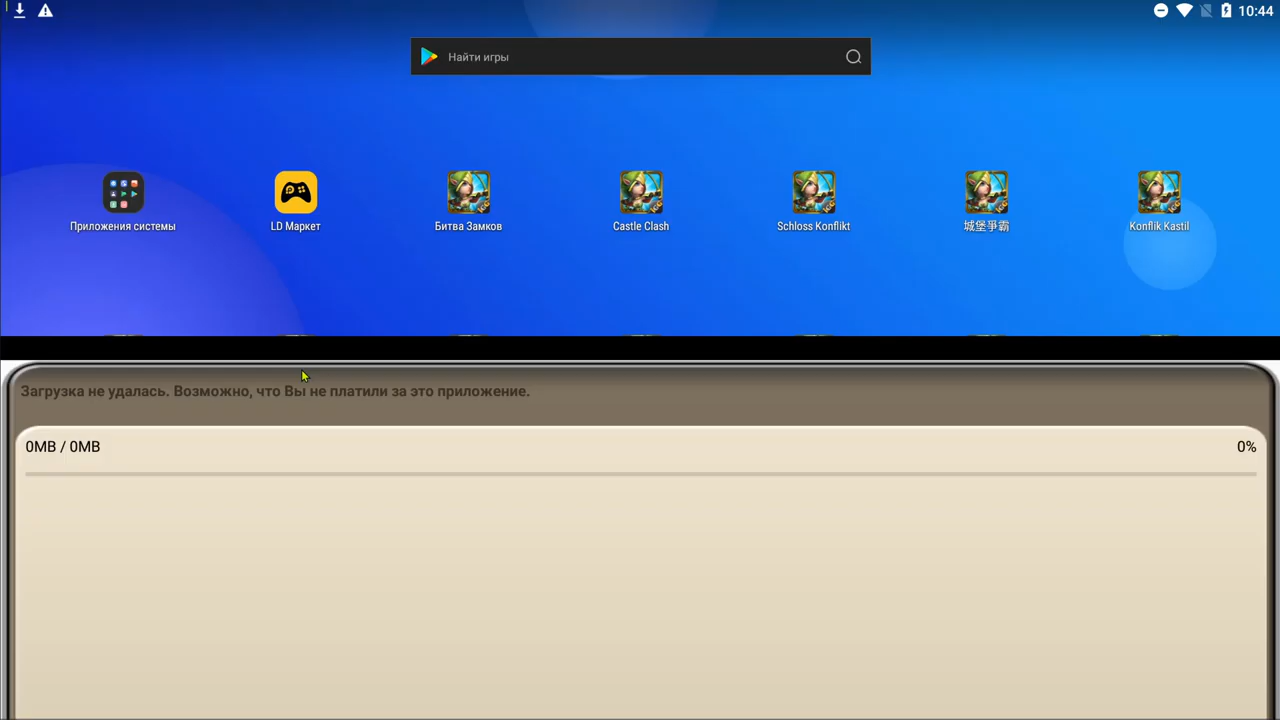 10:44
Найти игры
Приложения системы
LD Маркет
Битва Замков
Castle Clash
Schloss Konflikt
城堡爭霸
Konflik Kastil
Загрузка не удалась. Возможно, что Вы не платили за это приложение.
0MB / 0MB
0%